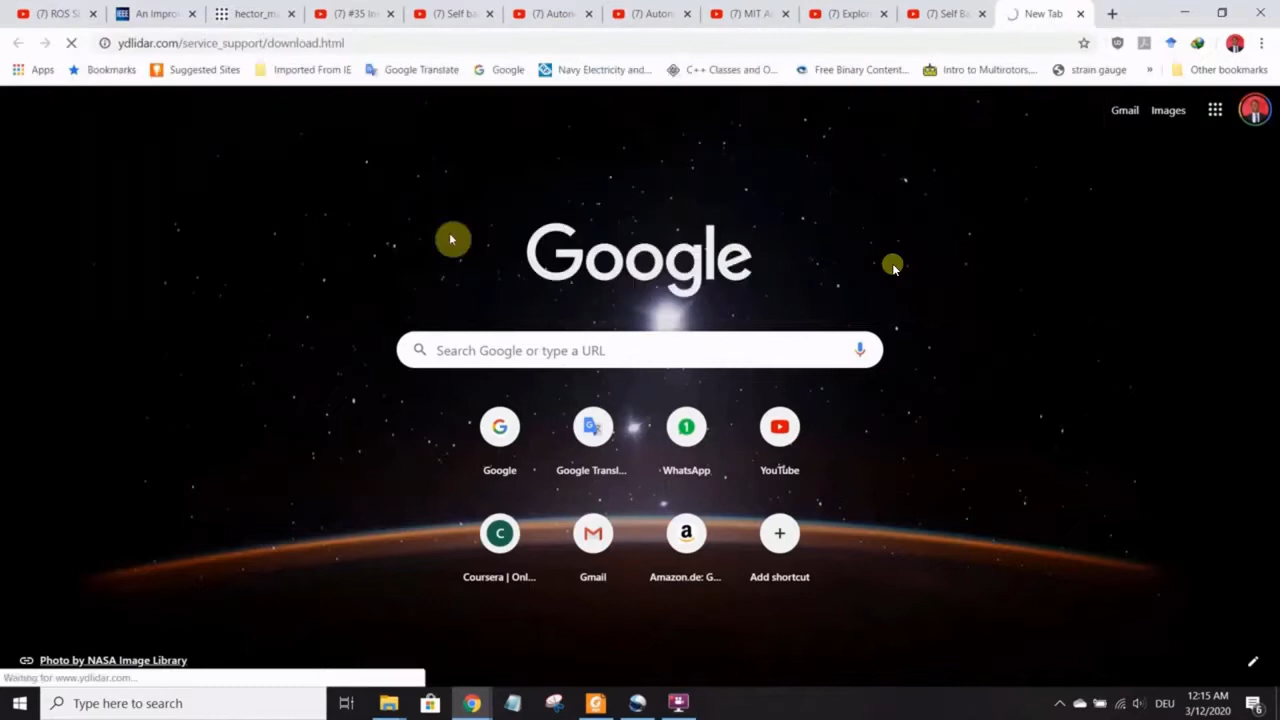 (7) ROS S
An Impro
hector_m
(7) #35 In
(7) Self ba
(7) Auton
(7) Auton
(7) MIT A
(7) Explor
(7) Self Ba
New Tab
ydlidar.com/service_support/download.html
Apps
Bookmarks
Suggested Sites
Imported From IE
Google Translate
Google
Navy Electricity and...
C++ Classes and O...
Free Binary Content...
Intro to Multirotors,...
strain gauge
»
Other bookmarks
Gmail
Images
Google
Search Google or type a URL
Google
Google Transl...
WhatsApp
YouTube
Coursera | Onl...
Gmail
Amazon.de: G...
Add shortcut
Photo by NASA Image Library
Waiting for www.ydlidar.com...
Type here to search
DEU
12:15 AM
3/12/2020
6